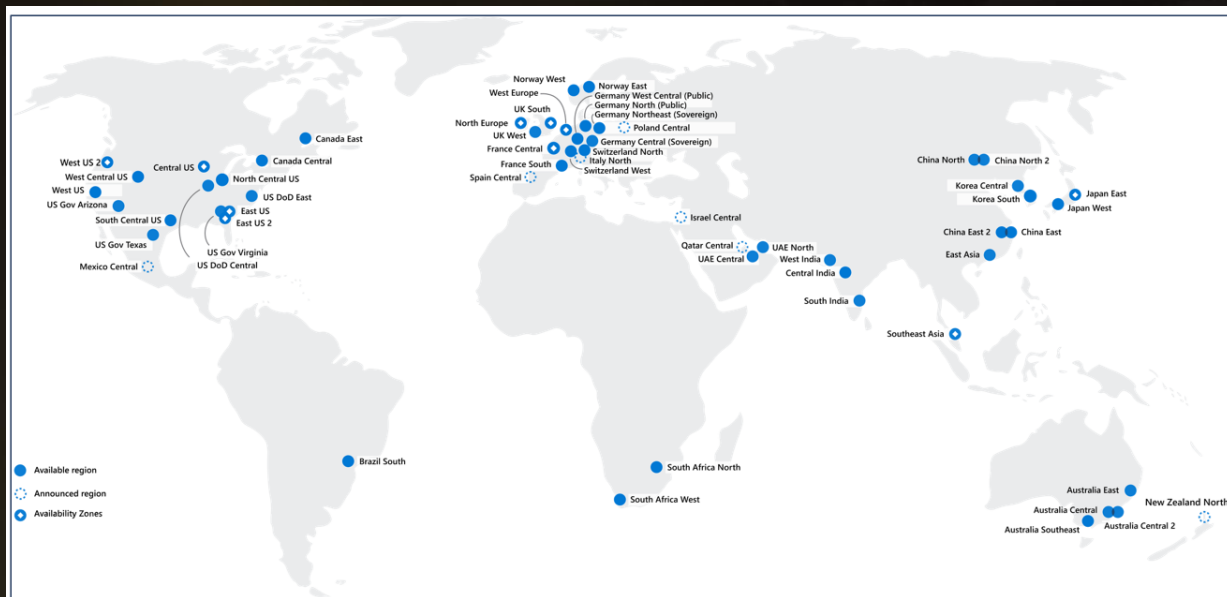 Norway West
Norway East
West Europe
Germany West Central (Public)
Germany North (Public)
UK South
Germany Northeast (Sovereign)
North Europe
Poland Central
UK West
Germany Central (Sovereign)
France Central
Switzerland North
Italy North
France South
Switzerland West
Spain Central
Canada East
West US 2
Central US
Canada Central
West Central US
North Central US
West US
US DoD East
US Gov Arizona
East US
South Central US
East US 2
US Gov Texas
US Gov Virginia
Mexico Central
US DoD Central
China North
China North 2
Korea Central
Korea South
Japan East
Japan West
Israel Central
China East 2
China East
Qatar Central
UAE North
UAE Central
West India
East Asia
Central India
South India
Southeast Asia
Brazil South
South Africa North
South Africa West
Australia East
New Zealand North
Australia Central
Australia Central 2
Australia Southeast
Available region
Announced region
Availability Zones